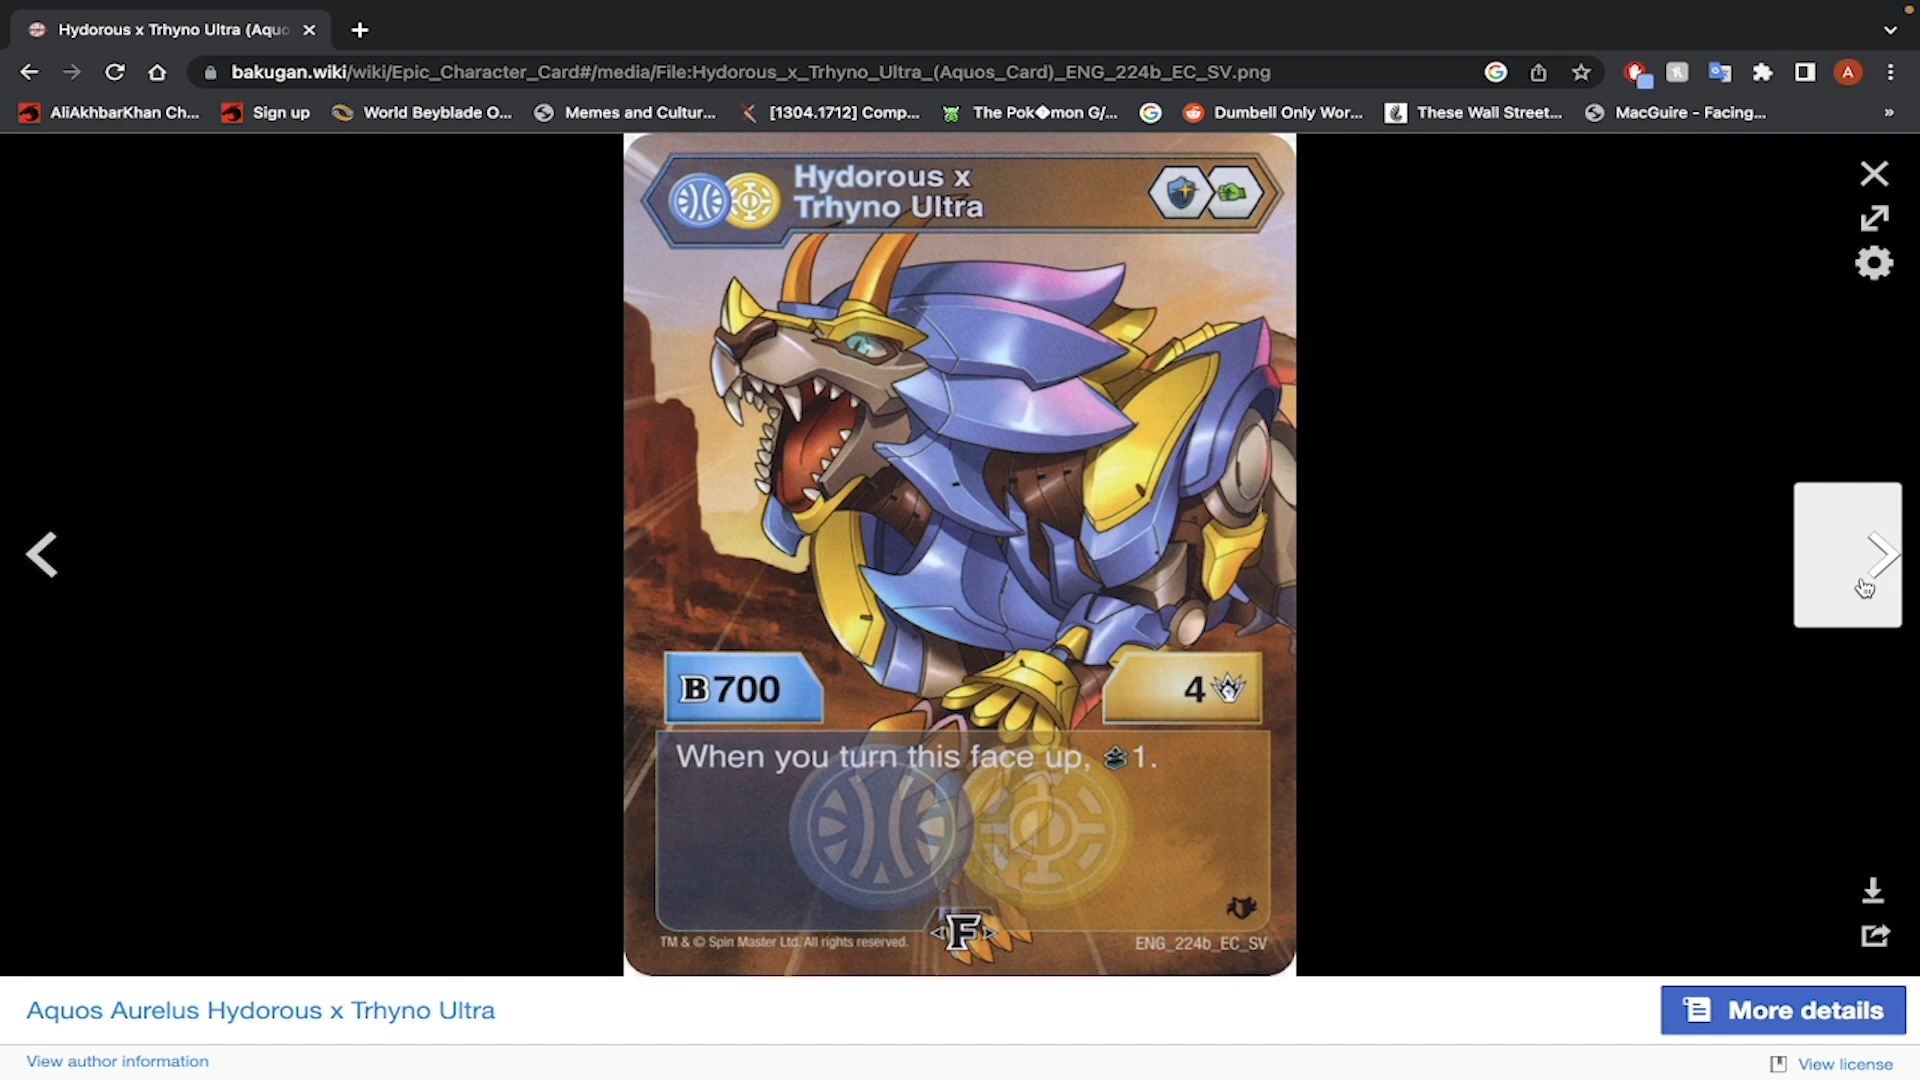 Hydorous x Trhyno Ultra (Aquo
bakugan.wiki/wiki/Epic_Character_Card#/media/File:Hydorous_x_Trhyno_Ultra_(Aquos_Card)_ENG_224b_EC_SV.png
A
AliAkhbarKhan Ch... Sign up World Beyblade O... Memes and Cultur... [1304.1712] Comp... The Pok�mon G/... Dumbell Only Wor... These Wall Street... MacGuire - Facing... »
Hydorous x
Trhyno Ultra
B 700
4
When you turn this face up, 1.
F
TM & © Spin Master Ltd. All rights reserved.
ENG_224b_EC_SV
Aquos Aurelus Hydorous x Trhyno Ultra
More details
View author information
View license